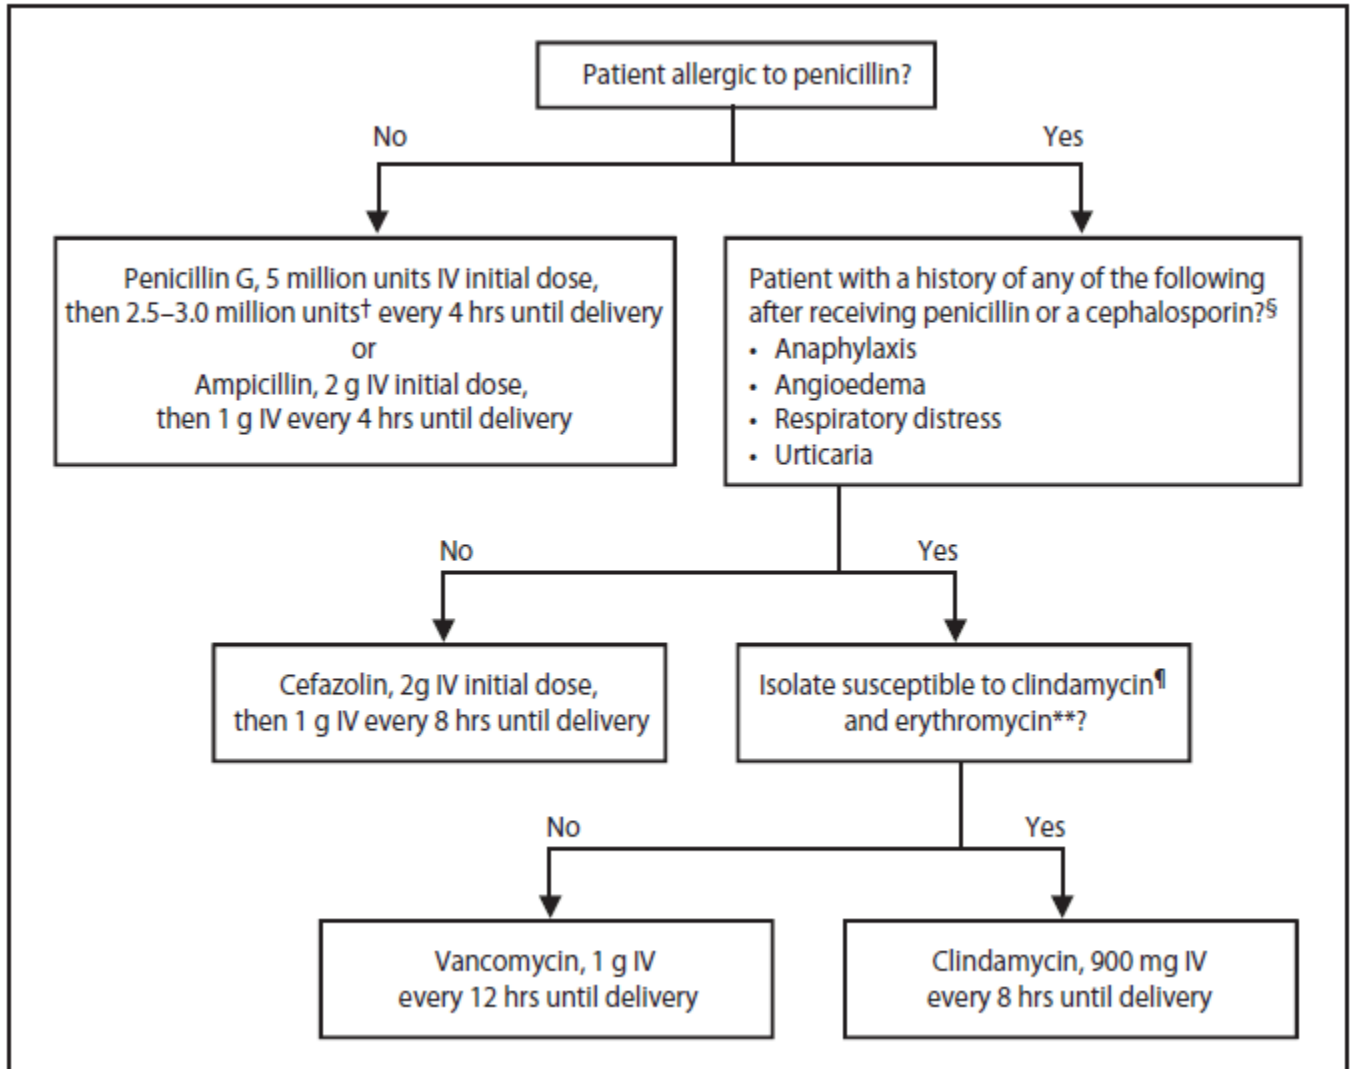 Patient allergic to penicillin?
No
Yes
Penicillin G, 5 million units IV initial dose,
then 2.5–3.0 million units† every 4 hrs until delivery
or
Ampicillin, 2 g IV initial dose,
then 1 g IV every 4 hrs until delivery
Patient with a history of any of the following
after receiving penicillin or a cephalosporin?§
• Anaphylaxis
• Angioedema
• Respiratory distress
• Urticaria
No
Yes
Cefazolin, 2g IV initial dose,
then 1 g IV every 8 hrs until delivery
Isolate susceptible to clindamycin¶
and erythromycin**?
No
Yes
Vancomycin, 1 g IV
every 12 hrs until delivery
Clindamycin, 900 mg IV
every 8 hrs until delivery